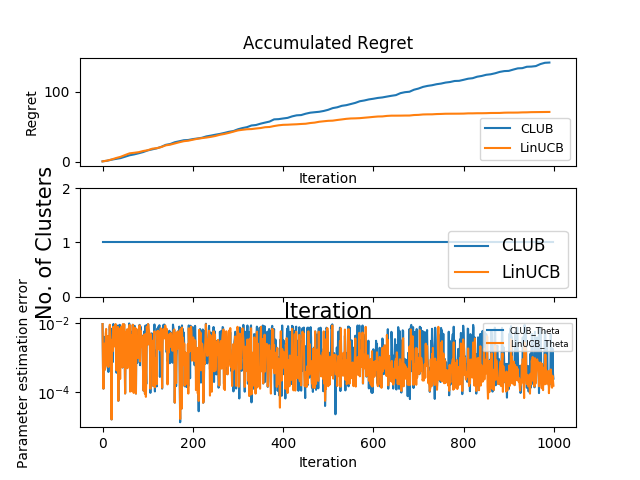 Accumulated Regret
Regret
100
0
CLUB
LinUCB
Iteration
No. of Clusters
2
1
0
CLUB
LinUCB
Iteration
Parameter estimation error
10⁻²
10⁻⁴
CLUB_Theta
LinUCB_Theta
0 200 400 600 800 1000
Iteration